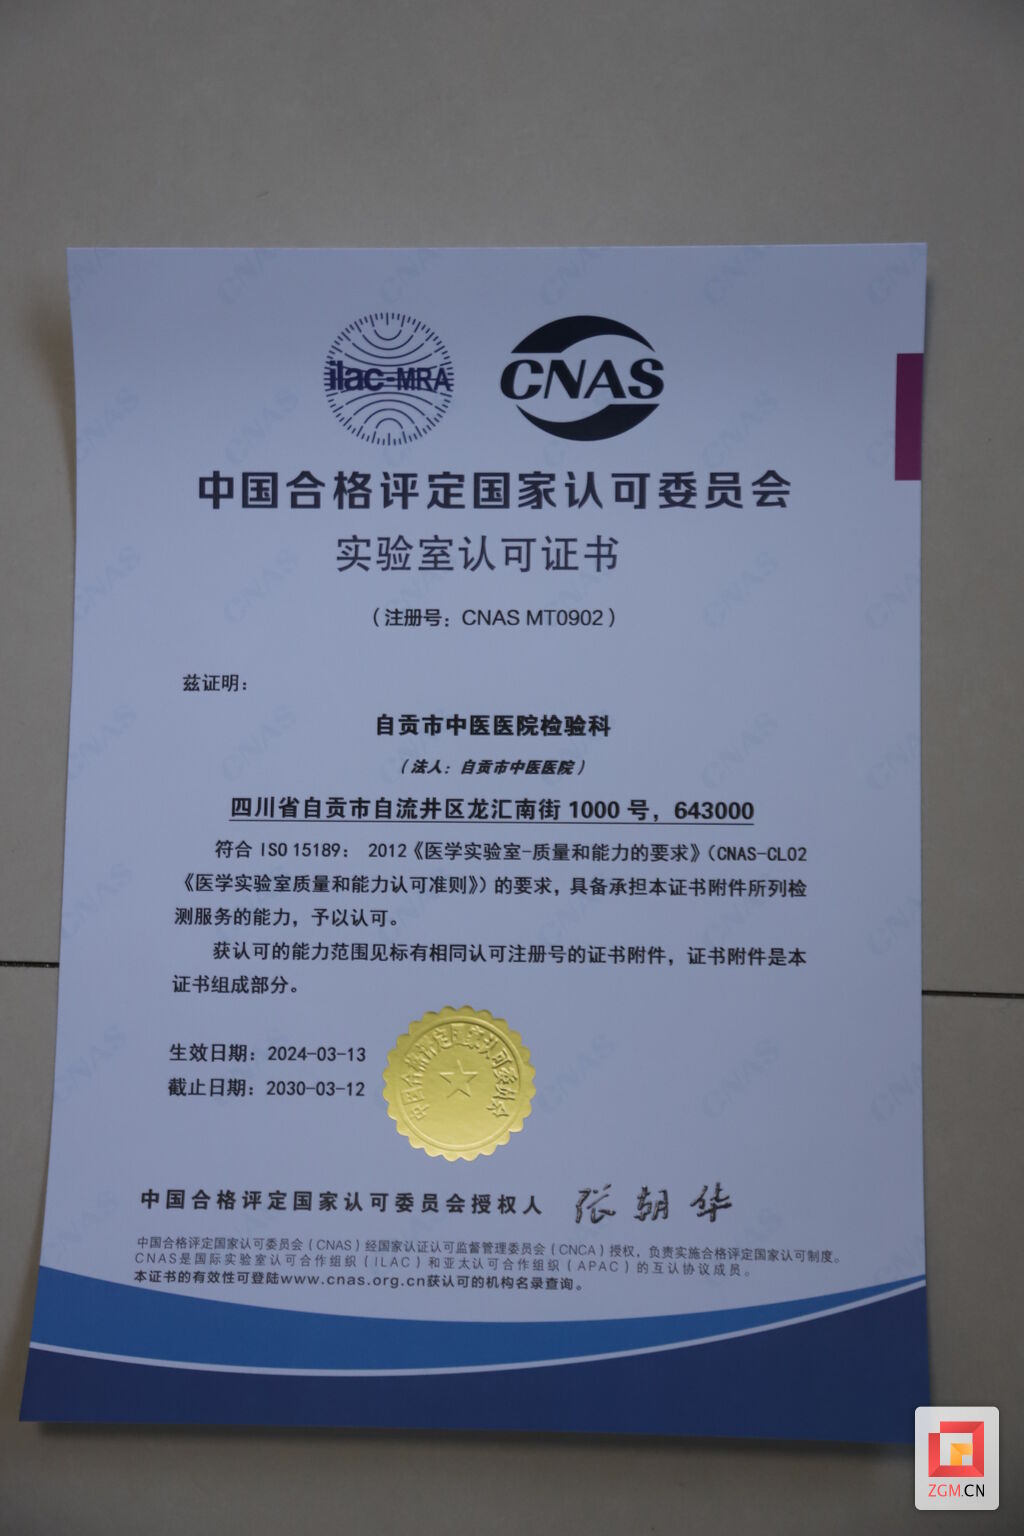 ilac-MRA
CNAS
中国合格评定国家认可委员会
实验室认可证书
（注册号：CNAS MT0902）
兹证明：
自贡市中医医院检验科
（法人：自贡市中医医院）
四川省自贡市自流井区龙汇南街 1000 号，643000
符合 ISO 15189： 2012《医学实验室-质量和能力的要求》（CNAS-CL02
《医学实验室质量和能力认可准则》）的要求，具备承担本证书附件所列检
测服务的能力，予以认可。
获认可的能力范围见标有相同认可注册号的证书附件，证书附件是本
证书组成部分。
生效日期：2024-03-13
截止日期：2030-03-12
中国合格评定国家认可委员会
中国合格评定国家认可委员会授权人 张朝华
中国合格评定国家认可委员会（CNAS）经国家认证认可监督管理委员会（CNCA）授权，负责实施合格评定国家认可制度。
CNAS是国际实验室认可合作组织（ILAC）和亚太认可合作组织（APAC）的互认协议成员。
本证书的有效性可登陆www.cnas.org.cn获认可的机构名录查询。
ZGM.CN